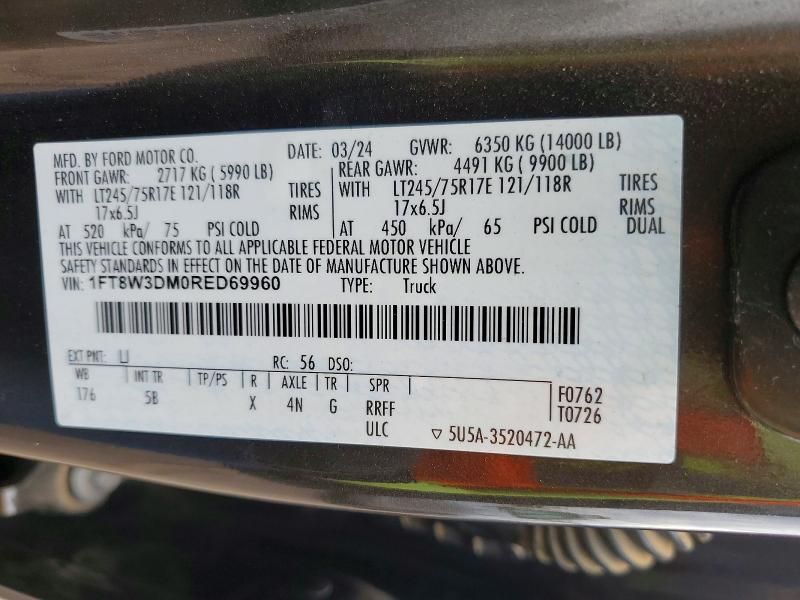 MFD. BY FORD MOTOR CO. DATE: 03/24 GVWR: 6350 KG (14000 LB)
FRONT GAWR: 2717 KG (5990 LB) REAR GAWR: 4491 KG (9900 LB)
WITH LT245/75R17E 121/118R TIRES WITH LT245/75R17E 121/118R TIRES
17x6.5J RIMS 17x6.5J RIMS
AT 520 kPa/ 75 PSI COLD AT 450 kPa/ 65 PSI COLD DUAL
THIS VEHICLE CONFORMS TO ALL APPLICABLE FEDERAL MOTOR VEHICLE
SAFETY STANDARDS IN EFFECT ON THE DATE OF MANUFACTURE SHOWN ABOVE.
VIN: 1FT8W3DM0RED69960 TYPE: Truck
EXT PNT: LJ RC: 56 DSO:
WB INT TR TP/PS R AXLE TR SPR F0762
176 5B X 4N G RRFF T0726
ULC ▽ 5U5A-3520472-AA